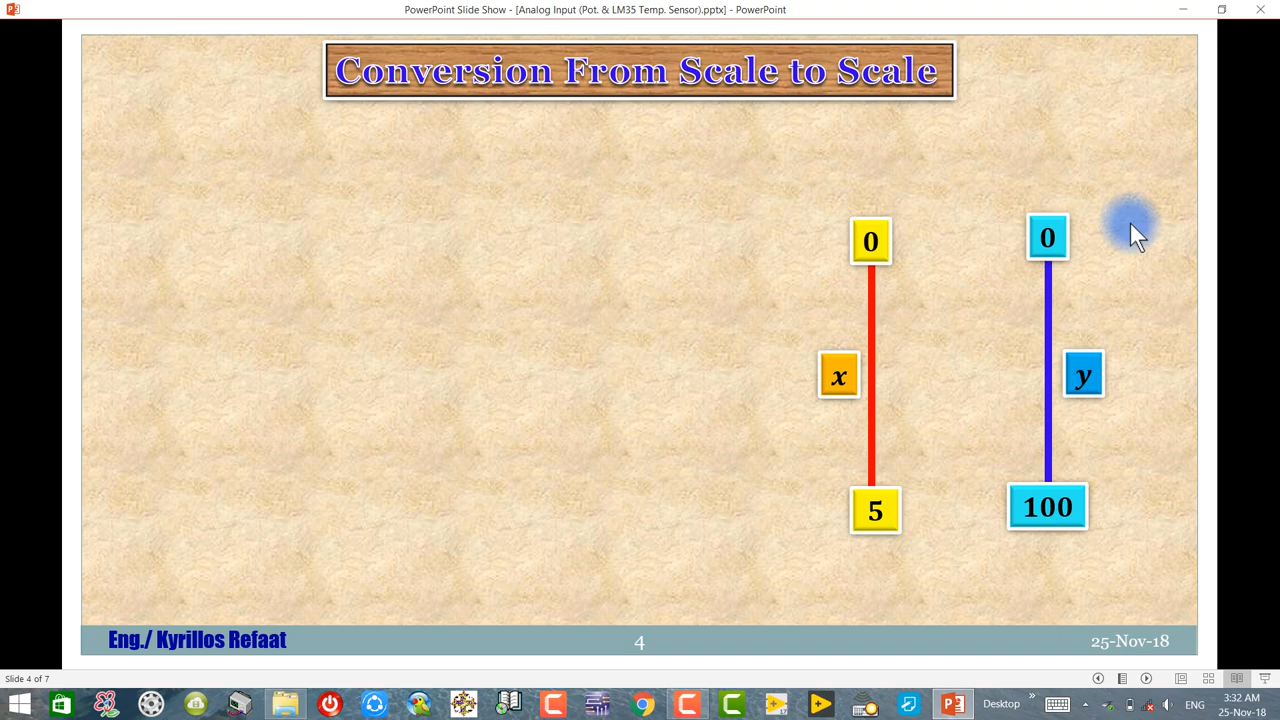 PowerPoint Slide Show - [Analog Input (Pot. & LM35 Temp. Sensor).pptx] - PowerPoint
Conversion From Scale to Scale
0
0
x
y
5
100
Eng./ Kyrillos Refaat
4
25-Nov-18
Slide 4 of 7
Desktop
ENG
3:32 AM
25-Nov-18